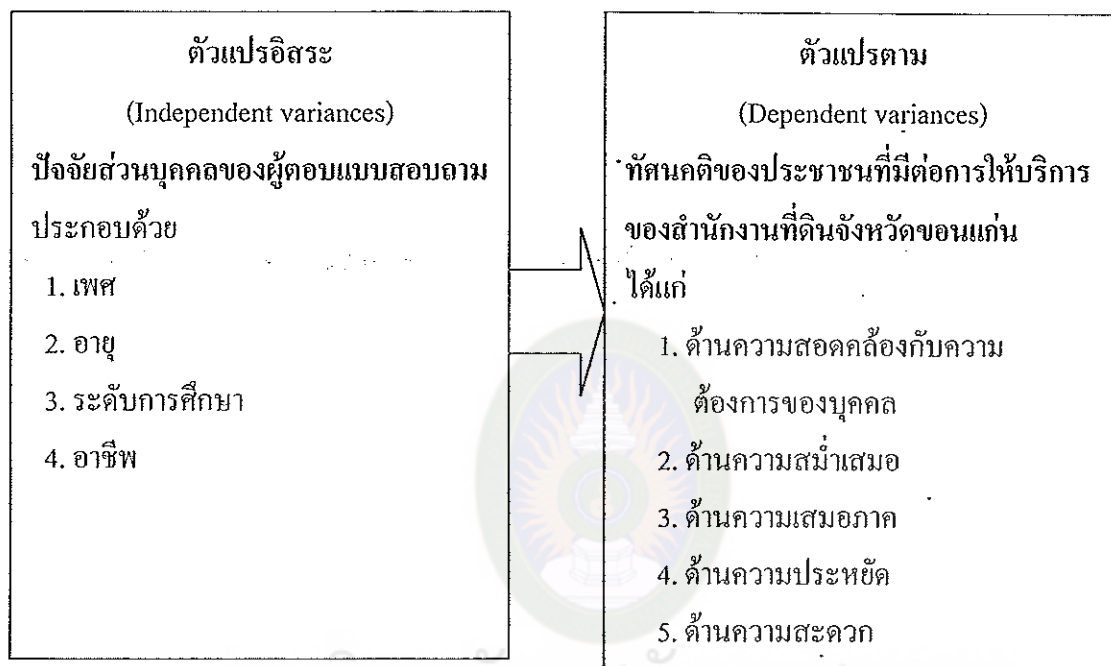 ตัวแปรอิสระ
(Independent variances)
ปัจจัยส่วนบุคคลของผู้ตอบแบบสอบถาม
ประกอบด้วย
1. เพศ
2. อายุ
3. ระดับการศึกษา
4. อาชีพ
ตัวแปรตาม
(Dependent variances)
ทัศนคติของประชาชนที่มีต่อการให้บริการ
ของสำนักงานที่ดินจังหวัดขอนแก่น
ได้แก่
1. ด้านความสอดคล้องกับความ
ต้องการของบุคคล
2. ด้านความสม่ำเสมอ
3. ด้านความเสมอภาค
4. ด้านความประหยัด
5. ด้านความสะดวก